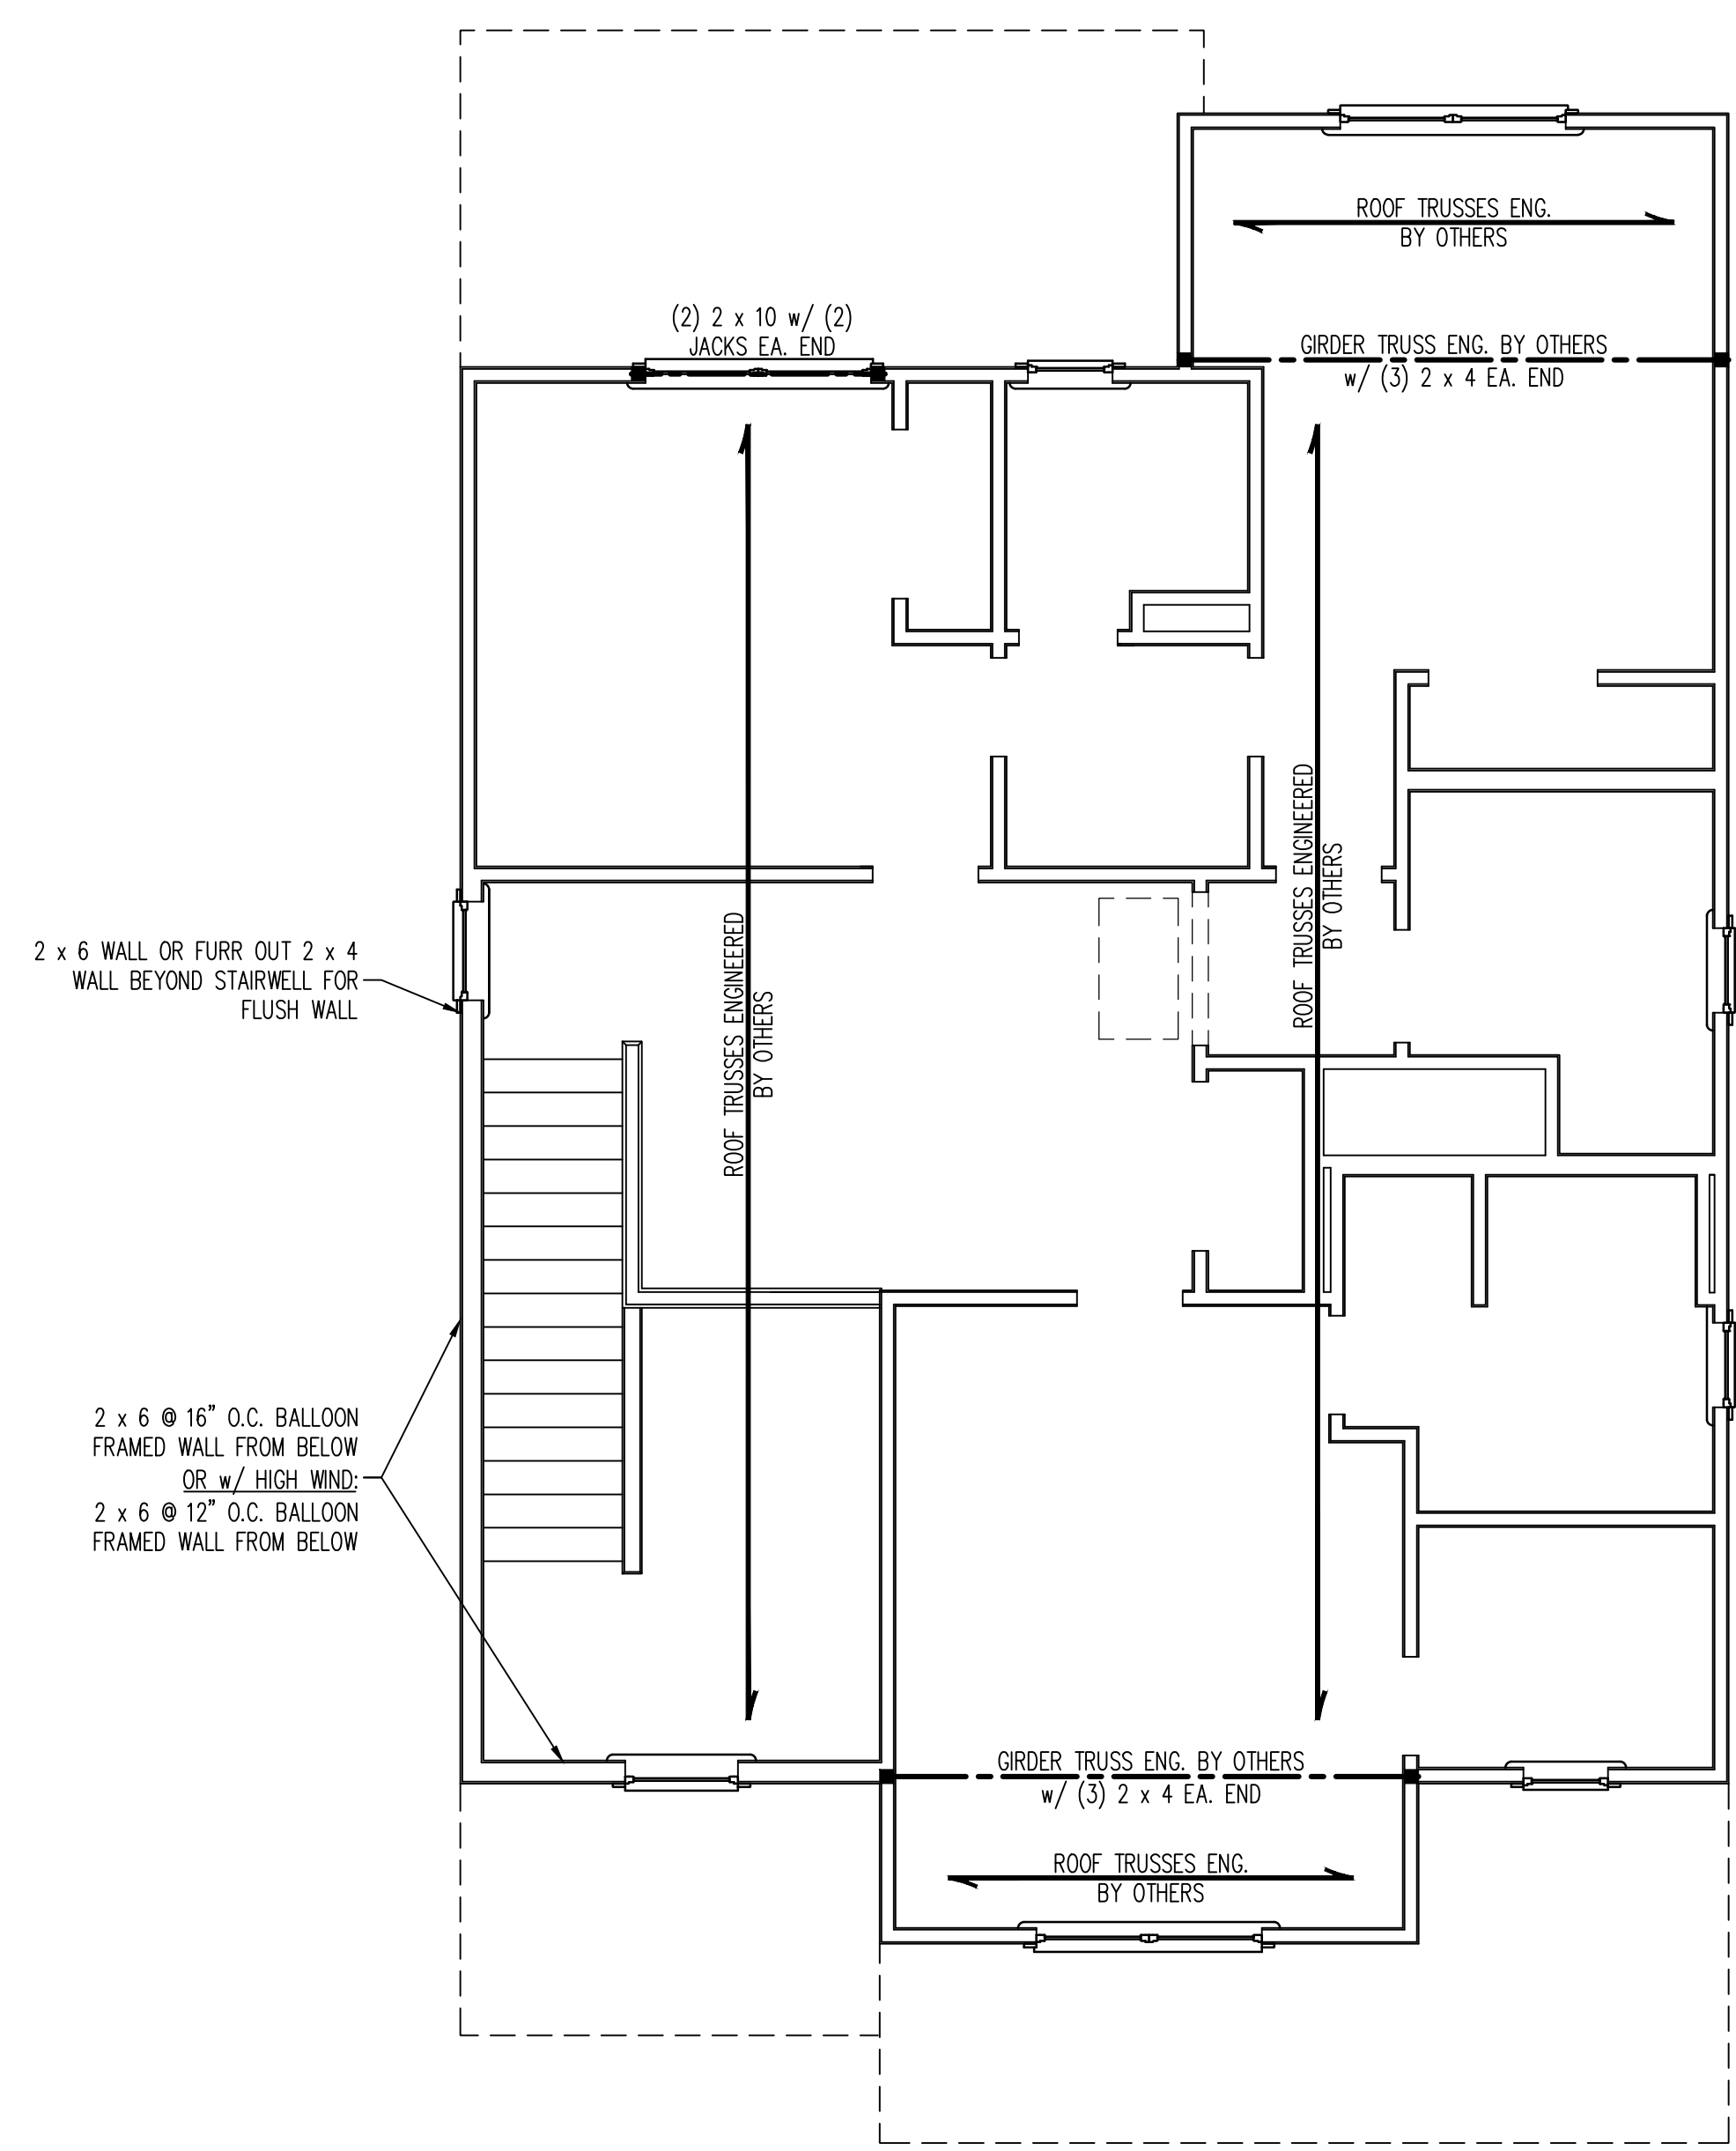 ROOF TRUSSES ENG.
BY OTHERS
(2) 2 x 10 w/ (2)
JACKS EA. END
GIRDER TRUSS ENG. BY OTHERS
w/ (3) 2 x 4 EA. END
ROOF TRUSSES ENGINEERED
BY OTHERS
ROOF TRUSSES ENGINEERED
BY OTHERS
2 x 6 WALL OR FURR OUT 2 x 4
WALL BEYOND STAIRWELL FOR
FLUSH WALL
2 x 6 @ 16" O.C. BALLOON
FRAMED WALL FROM BELOW
OR w/ HIGH WIND:
2 x 6 @ 12" O.C. BALLOON
FRAMED WALL FROM BELOW
GIRDER TRUSS ENG. BY OTHERS
w/ (3) 2 x 4 EA. END
ROOF TRUSSES ENG.
BY OTHERS